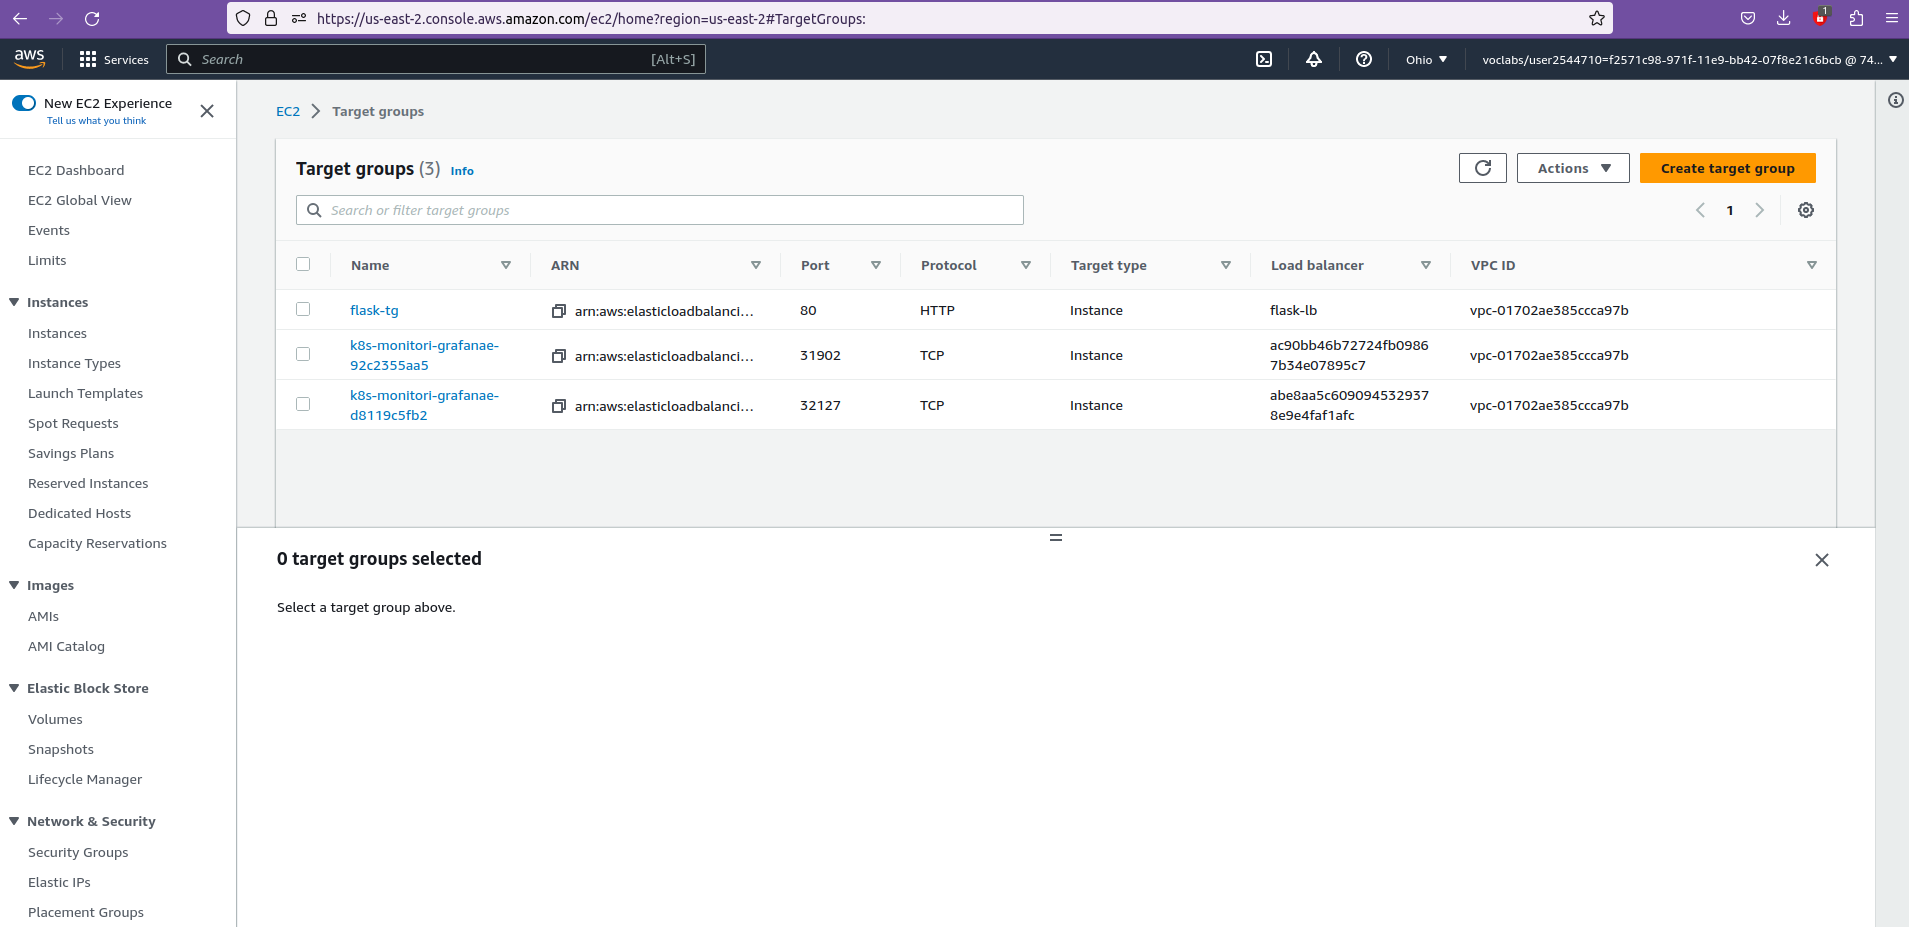 https://us-east-2.console.aws.amazon.com/ec2/home?region=us-east-2#TargetGroups:
1
aws
Services
Search
[Alt+S]
Ohio
voclabs/user2544710=f2571c98-971f-11e9-bb42-07f8e21c6bcb @ 74...
New EC2 Experience
Tell us what you think
EC2 Dashboard
EC2 Global View
Events
Limits
Instances
Instances
Instance Types
Launch Templates
Spot Requests
Savings Plans
Reserved Instances
Dedicated Hosts
Capacity Reservations
Images
AMIs
AMI Catalog
Elastic Block Store
Volumes
Snapshots
Lifecycle Manager
Network & Security
Security Groups
Elastic IPs
Placement Groups
EC2
Target groups
Target groups (3) Info
Actions
Create target group
Search or filter target groups
1
Name ARN Port Protocol Target type Load balancer VPC ID
flask-tg arn:aws:elasticloadbalanci... 80 HTTP Instance flask-lb vpc-01702ae385ccca97b
k8s-monitori-grafanae-
92c2355aa5
arn:aws:elasticloadbalanci... 31902 TCP Instance
ac90bb46b72724fb0986
7b34e07895c7
vpc-01702ae385ccca97b
k8s-monitori-grafanae-
d8119c5fb2
arn:aws:elasticloadbalanci... 32127 TCP Instance
abe8aa5c609094532937
8e9e4faf1afc
vpc-01702ae385ccca97b
0 target groups selected
Select a target group above.